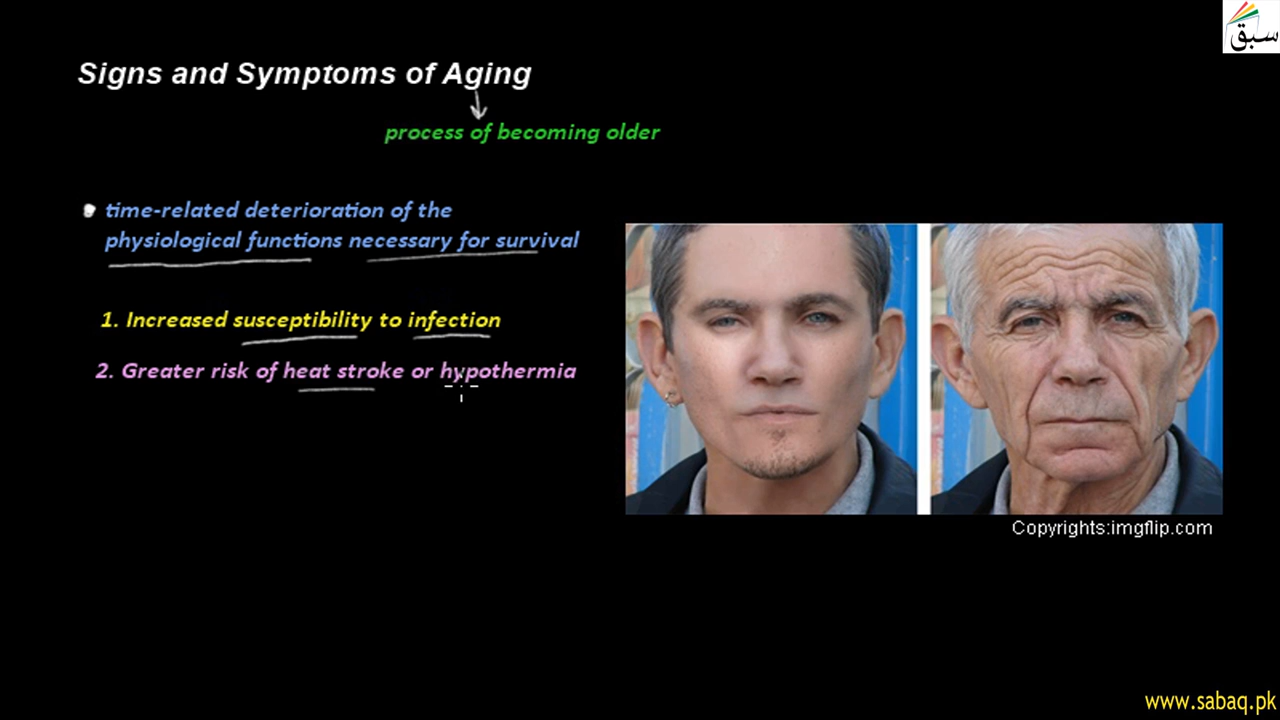 سبق
Signs and Symptoms of Aging
process of becoming older
time-related deterioration of the
physiological functions necessary for survival
1. Increased susceptibility to infection
2. Greater risk of heat stroke or hypothermia
Copyrights:imgflip.com
www.sabaq.pk